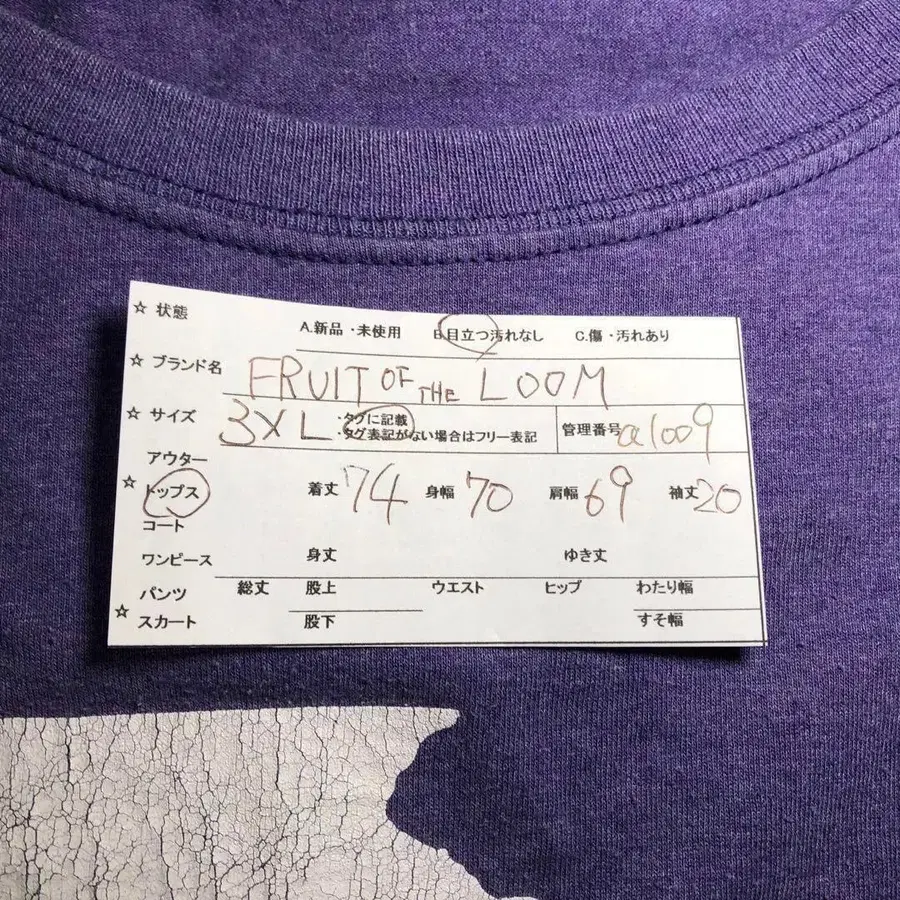 ☆ 状態
A.新品・未使用 B.目立つ汚れなし C.傷・汚れあり
☆ ブランド名 FRUIT OF THE LOOM
☆ サイズ 3XL ・タグに記載
・タグ表記がない場合はフリー表記
管理番号 a1009
アウター
☆ トップス 着丈 74 身幅 70 肩幅 69 袖丈 20
コート
ワンピース 身丈 ゆき丈
パンツ 総丈 股上 ウエスト ヒップ わたり幅
☆ スカート 股下 すそ幅